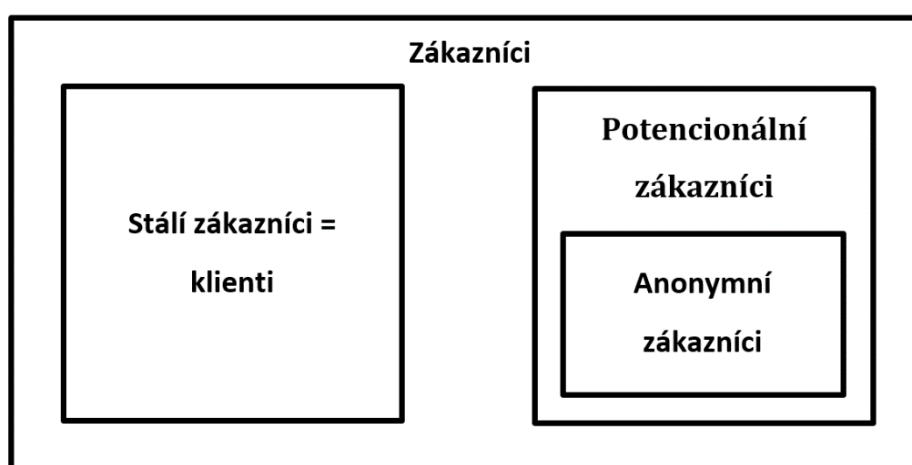 Zákazníci
Stálí zákazníci =
klienti
Potencionální
zákazníci
Anonymní
zákazníci